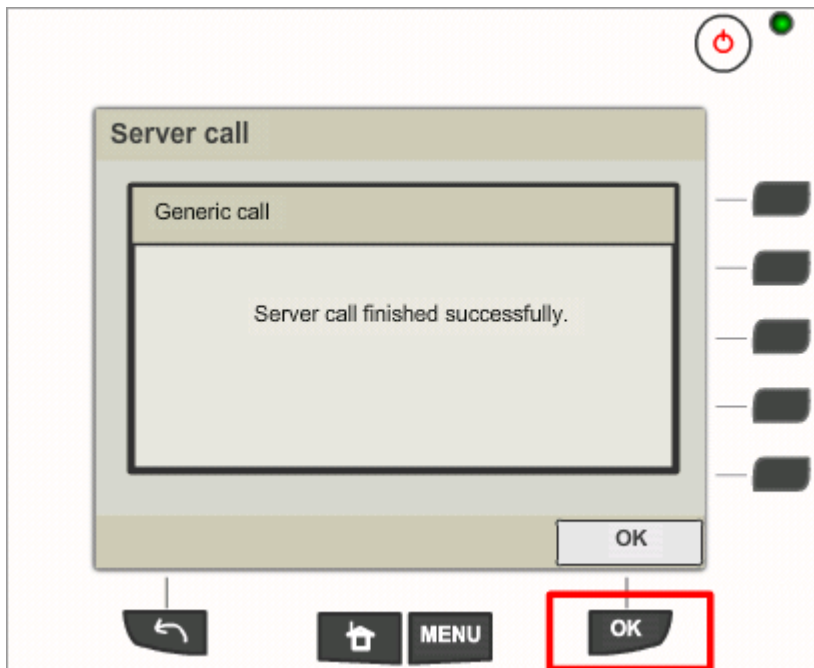 Server call
Generic call
Server call finished successfully.
OK
MENU
OK